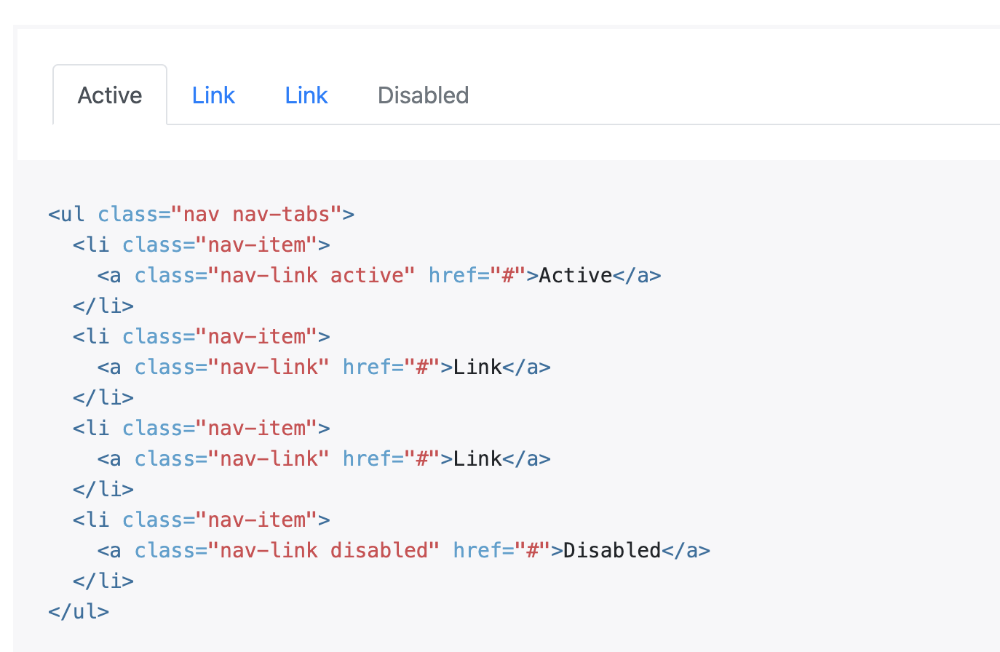 Active Link Link Disabled
<ul class="nav nav-tabs">
  <li class="nav-item">
    <a class="nav-link active" href="#">Active</a>
  </li>
  <li class="nav-item">
    <a class="nav-link" href="#">Link</a>
  </li>
  <li class="nav-item">
    <a class="nav-link" href="#">Link</a>
  </li>
  <li class="nav-item">
    <a class="nav-link disabled" href="#">Disabled</a>
  </li>
</ul>